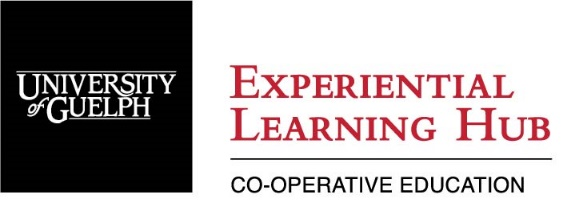 UNIVERSITY
of GUELPH
EXPERIENTIAL
LEARNING HUB
CO-OPERATIVE EDUCATION